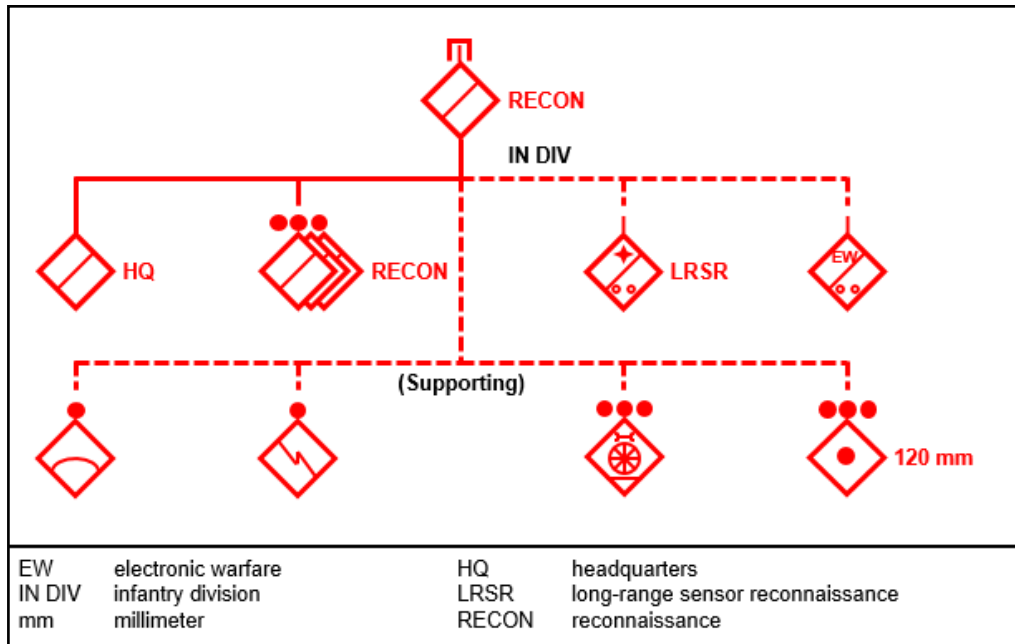 RECON
IN DIV
HQ
RECON
LRSR
EW
(Supporting)
120 mm
EW electronic warfare
IN DIV infantry division
mm millimeter
HQ headquarters
LRSR long-range sensor reconnaissance
RECON reconnaissance